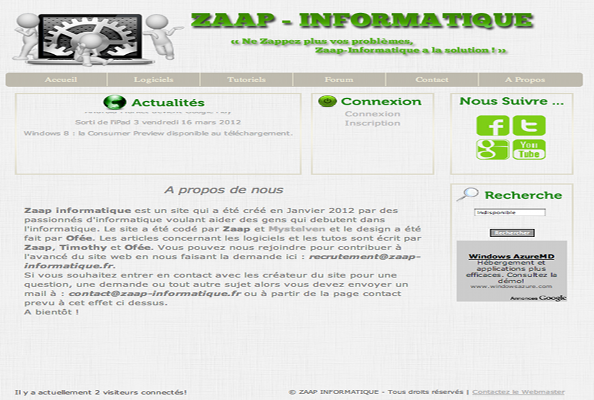 ZAAP - INFORMATIQUE
‹‹ Ne Zappez plus vos problèmes,
Zaap-Informatique a la solution ! ››
Accueil Logiciels Tutoriels Forum Contact A Propos
Actualités
Sorti de l'iPad 3 vendredi 16 mars 2012
Windows 8 : la Consumer Preview disponible au téléchargement.
Connexion
Connexion
Inscription
Nous Suivre ...
f t
g+ You Tube
A propos de nous
Zaap informatique est un site qui a été créé en Janvier 2012 par des
passionnés d'informatique voulant aider des gens qui debutent dans
l'informatique. Le site a été codé par Zaap et Mystelven et le design a été
fait par Ofée. Les articles concernant les logiciels et les tutos sont écrit par
Zaap, Timothy et Ofée. Vous pouvez nous rejoindre pour contribuer à
l'avancé du site web en nous faisant la demande ici : recrutement@zaap-
informatique.fr.
Si vous souhaitez entrer en contact avec les créateur du site pour une
question, une demande ou tout autre sujet alors vous devez envoyer un
mail à : contact@zaap-informatique.fr ou à partir de la page contact
prevu à cet effet ci dessus.
A bientôt !
Recherche
Indisponible
Rechercher
Windows AzureMD
Hébergement et
applications plus
efficaces. Consultez la
démo!
www.windowsazure.com
Annonces Google
Il y a actuellement 2 visiteurs connectés!
© ZAAP INFORMATIQUE - Tous droits réservés | Contactez le Webmaster